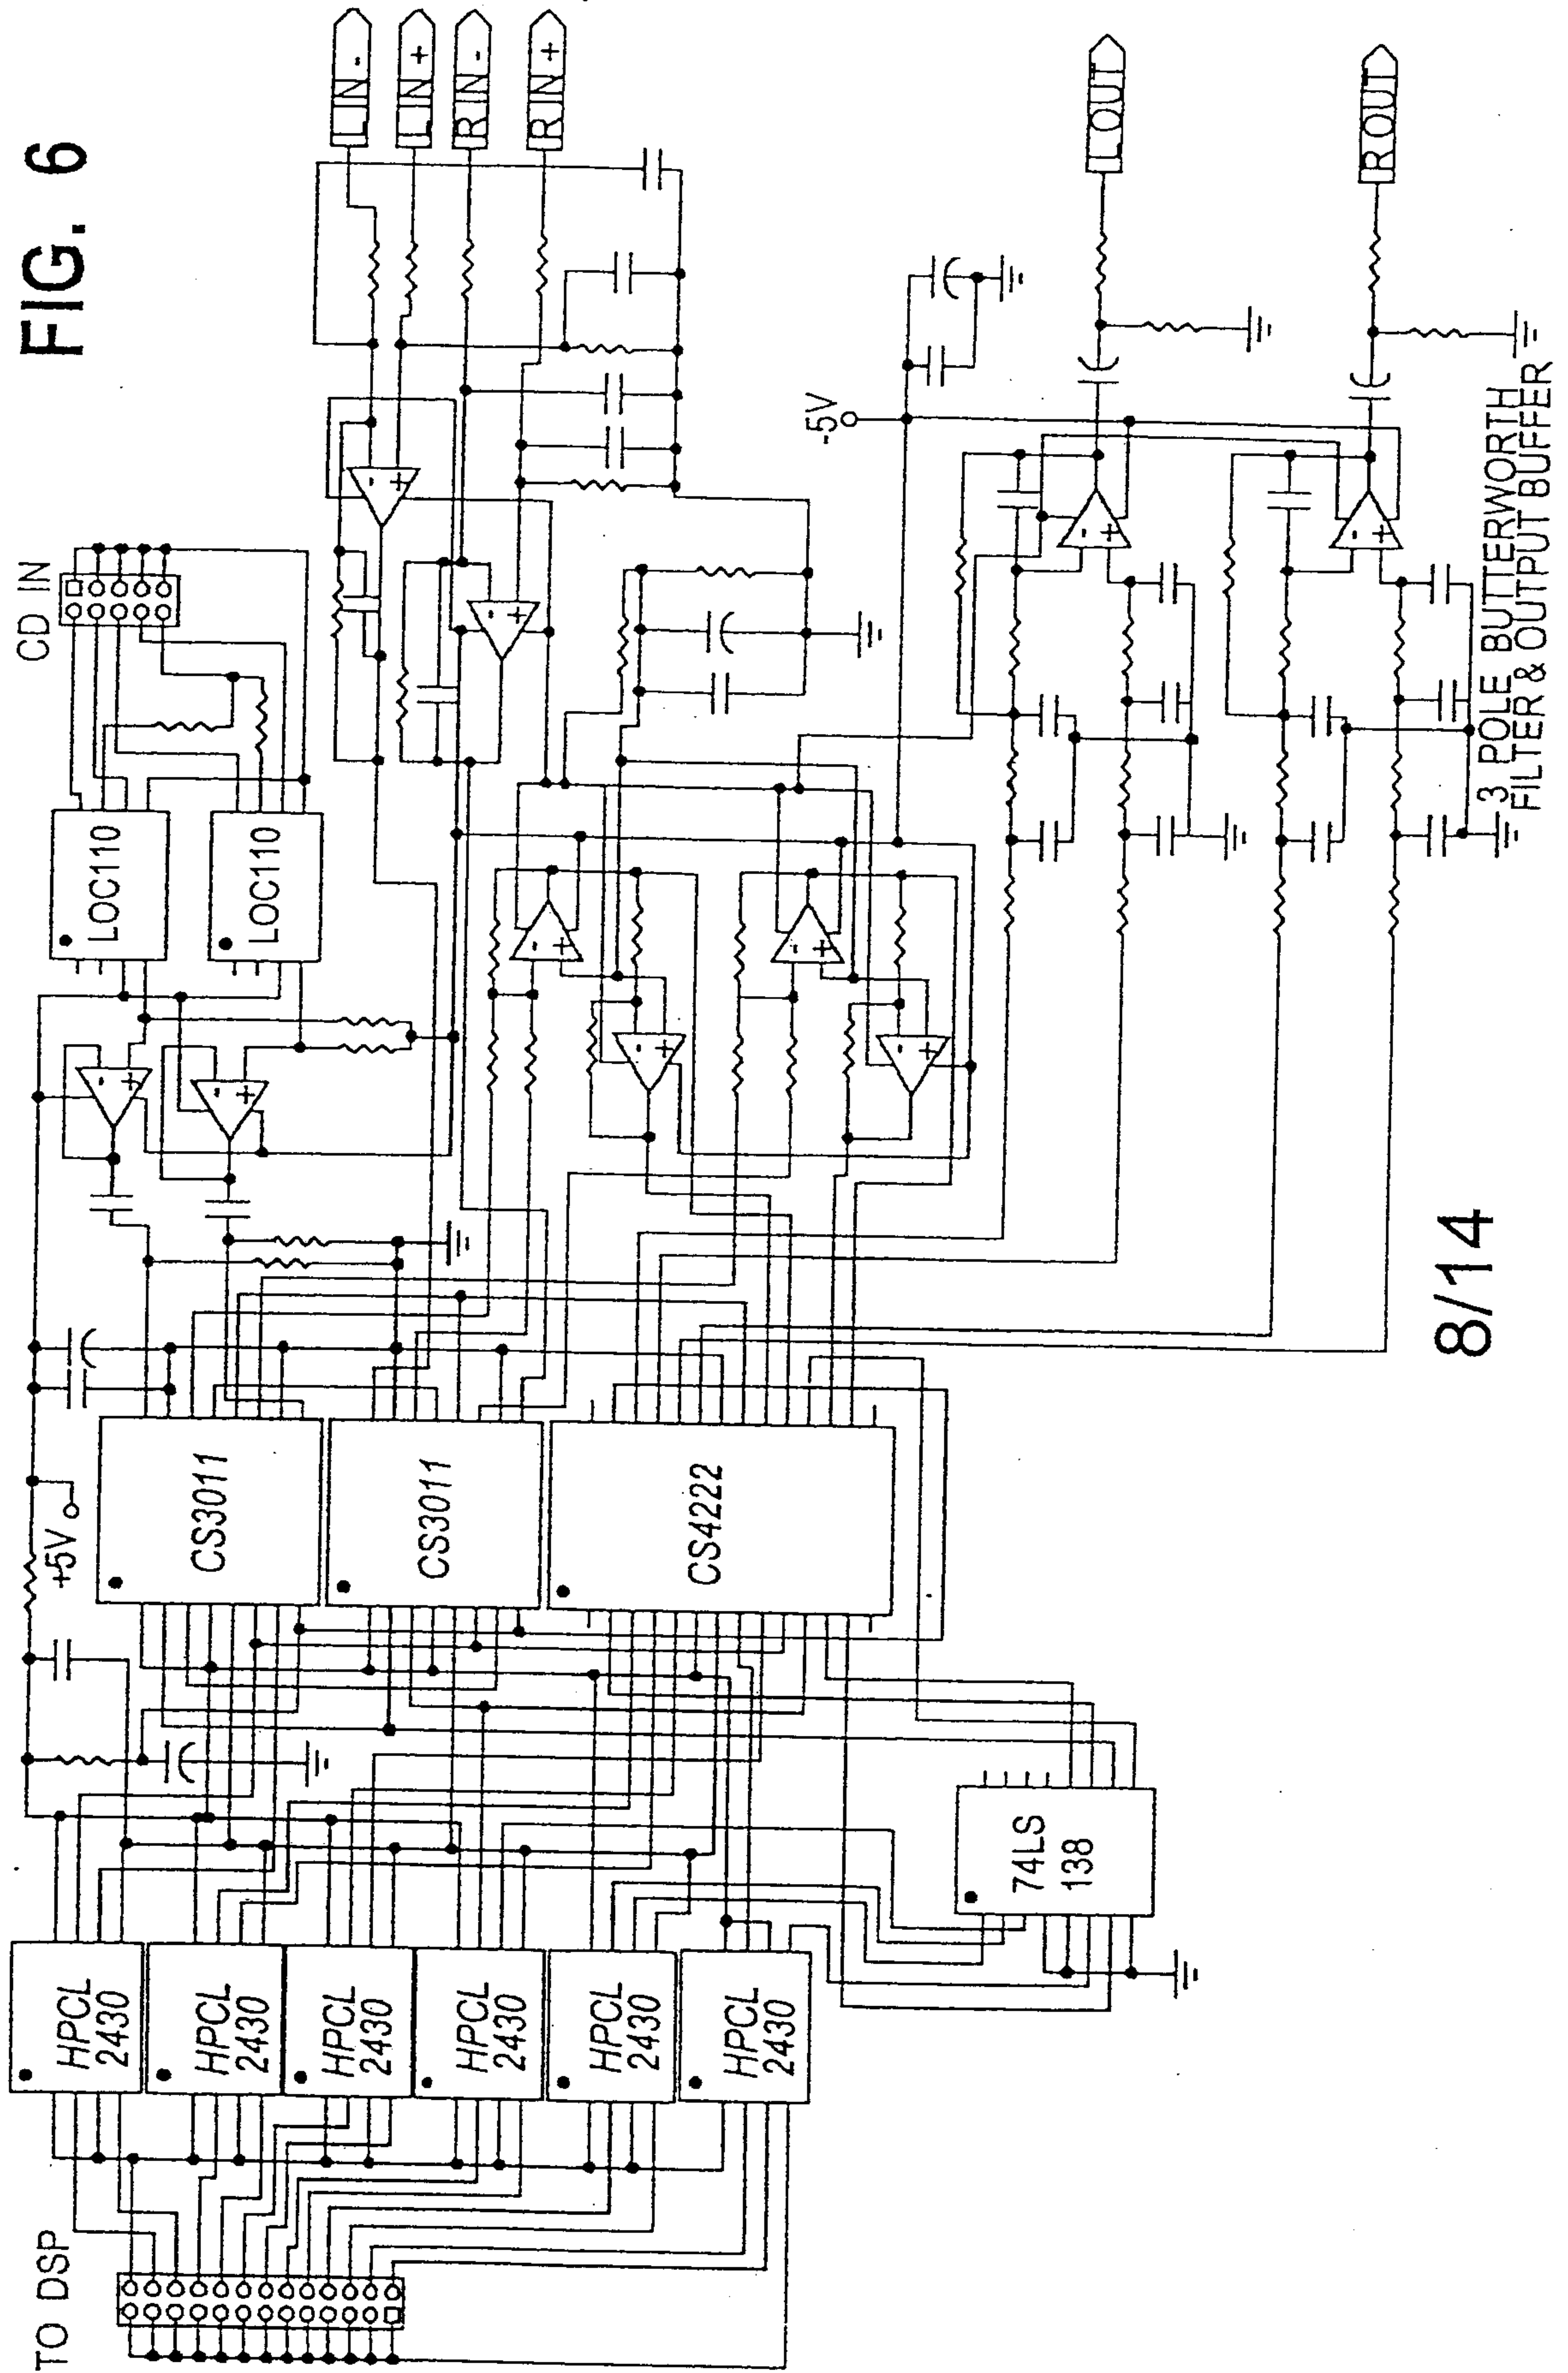 FIG. 6
CD IN
LIN -
LIN +
RIN -
RIN +
LOC110
LOC110
-5V
L OUT
R OUT
3 POLE BUTTERWORTH
FILTER & OUTPUT BUFFER
+5V
CS3011
CS3011
CS4222
HPCL
2430
HPCL
2430
HPCL
2430
HPCL
2430
HPCL
2430
HPCL
2430
74LS
138
TO DSP
8/14